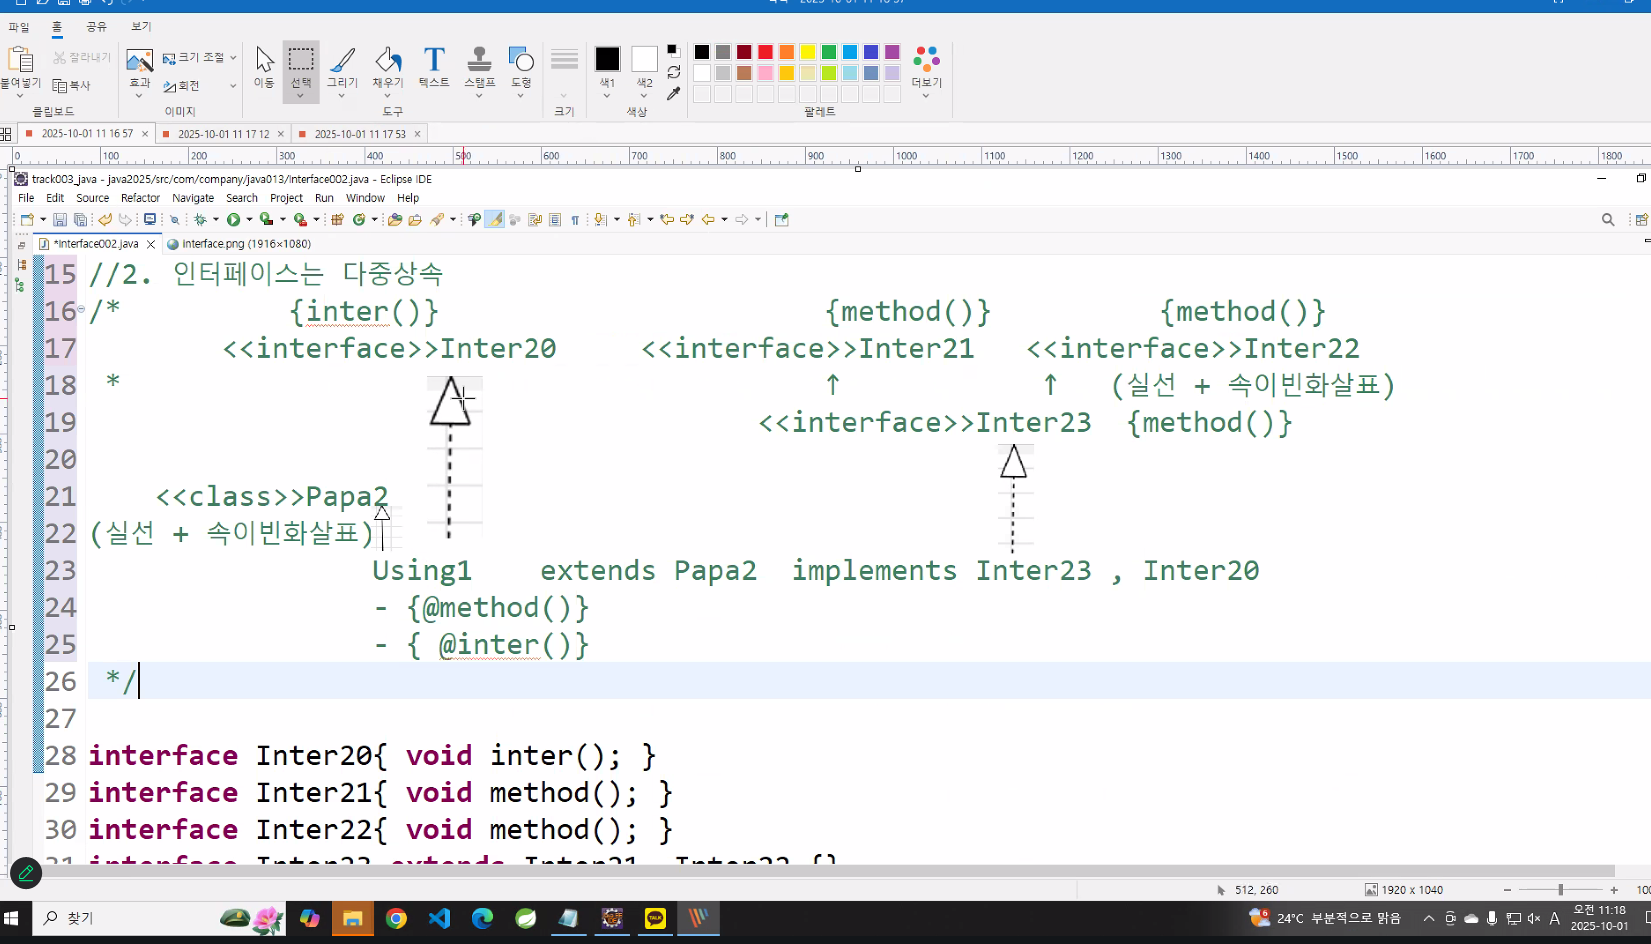 파일 홈 공유 보기
붙여넣기 잘라내기 복사 클립보드
효과 크기 조절 회전 이미지
이동 선택 그리기 채우기 텍스트 스탬프 도형 도구
크기
색1 색2 색상
팔레트 더보기
2025-10-01 11 16 57 2025-10-01 11 17 12 2025-10-01 11 17 53
0 100 200 300 400 500 600 700 800 900 1000 1100 1200 1300 1400 1500 1600 1700 1800
track003_java - java2025/src/com/company/java013/Interface002.java - Eclipse IDE
File Edit Source Refactor Navigate Search Project Run Window Help
*Interface002.java interface.png (1916×1080)
15 //2. 인터페이스는 다중상속
16 /* {inter()} {method()} {method()}
17 <<interface>>Inter20 <<interface>>Inter21 <<interface>>Inter22
18 * ↑ ↑ (실선 + 속이빈화살표)
19 <<interface>>Inter23 {method()}
20
21 <<class>>Papa2
22 (실선 + 속이빈화살표)
23 Using1 extends Papa2 implements Inter23 , Inter20
24 - {@method()}
25 - { @inter()}
26 */
27
28 interface Inter20{ void inter(); }
29 interface Inter21{ void method(); }
30 interface Inter22{ void method(); }
31 interface Inter23 extends Inter21, Inter22 {}
512, 260 1920 x 1040
찾기 24°C 부분적으로 맑음 A 오전 11:18
2025-10-01